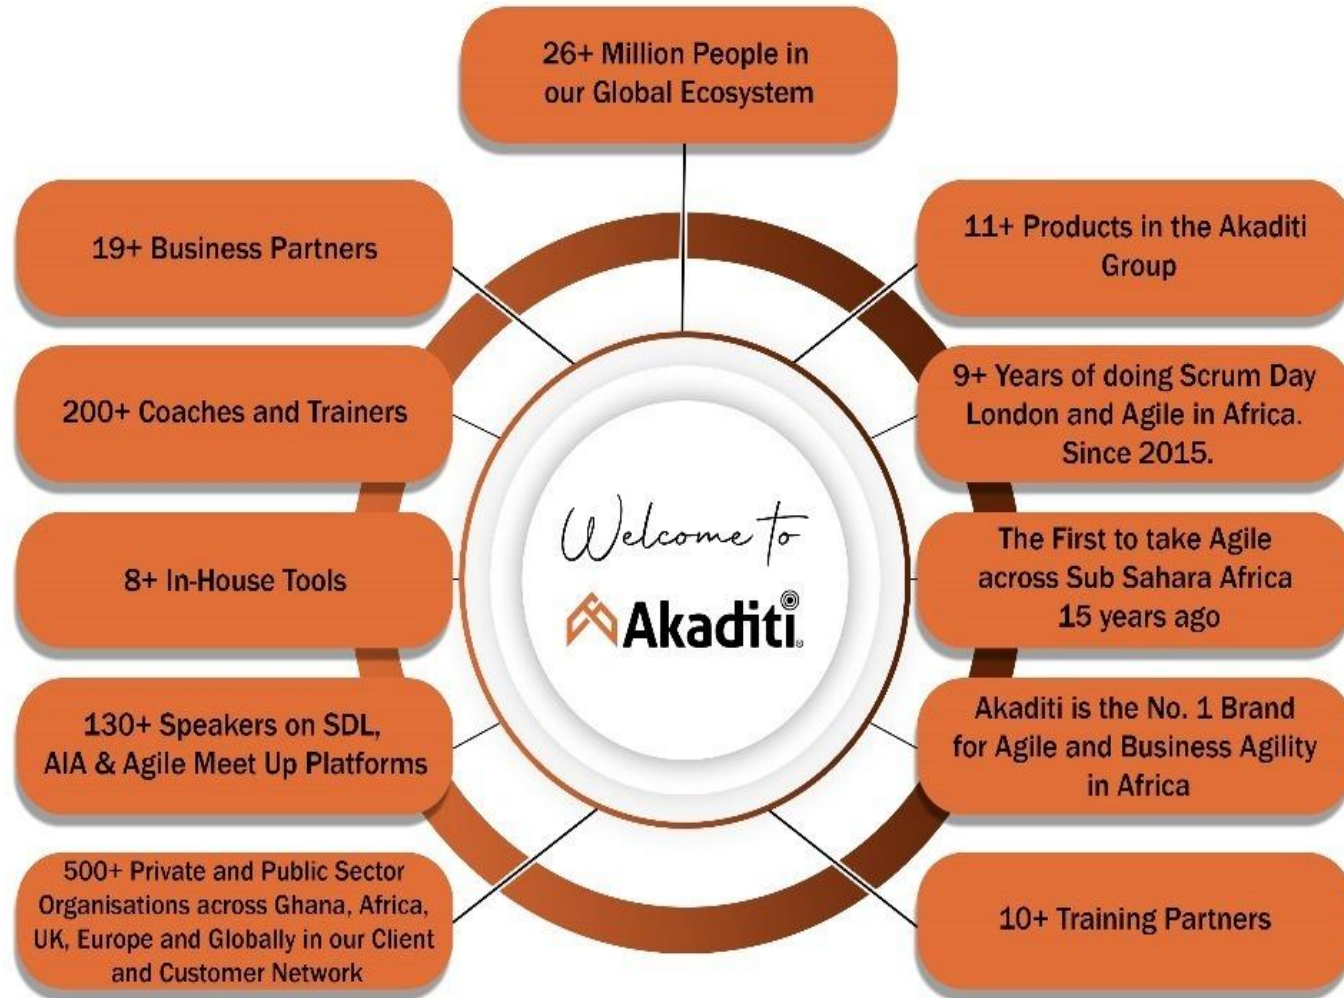 26+ Million People in
our Global Ecosystem
19+ Business Partners
11+ Products in the Akaditi
Group
200+ Coaches and Trainers
9+ Years of doing Scrum Day
London and Agile in Africa.
Since 2015.
8+ In-House Tools
Welcome to
Akaditi
The First to take Agile
across Sub Sahara Africa
15 years ago
130+ Speakers on SDL,
AIA & Agile Meet Up Platforms
Akaditi is the No. 1 Brand
for Agile and Business Agility
in Africa
500+ Private and Public Sector
Organisations across Ghana, Africa,
UK, Europe and Globally in our Client
and Customer Network
10+ Training Partners